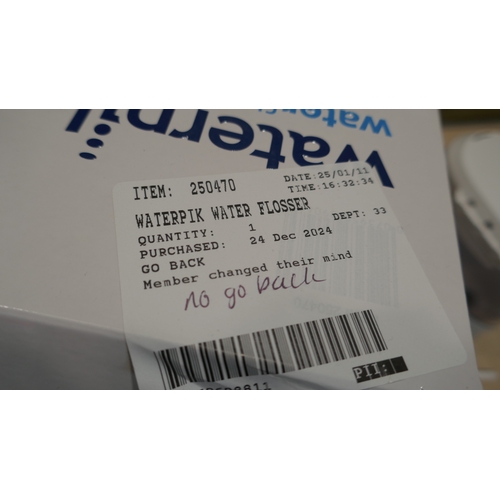 Waterpik
waterfl
ITEM: 250470
DATE:25/01/11
TIME:16:32:34
WATERPIK WATER FLOSSER
DEPT: 33
QUANTITY: 1
PURCHASED: 24 Dec 2024
GO BACK
Member changed their mind
no go back
PII: